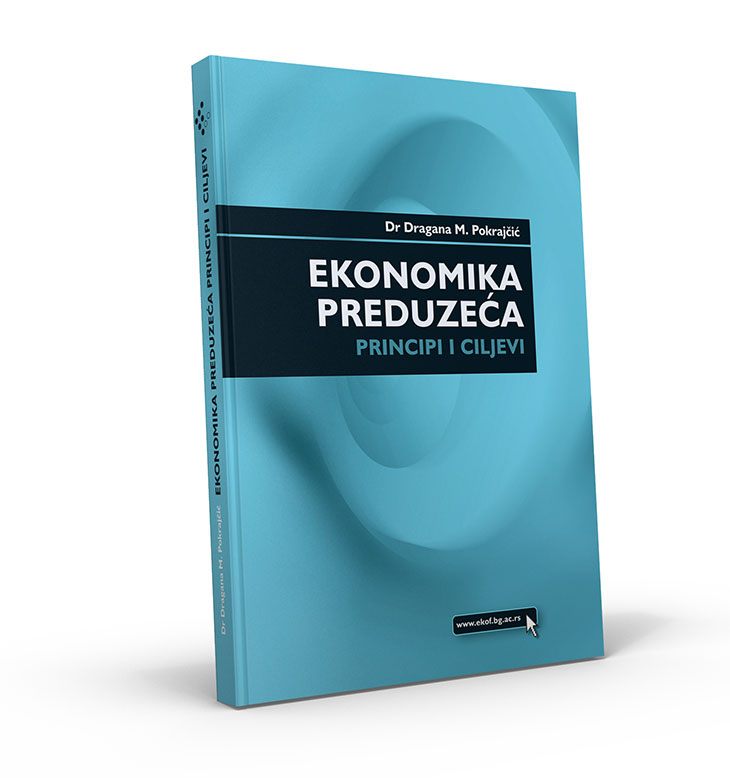 Dr Dragana M. Pokrajčić
EKONOMIKA
PREDUZEĆA
PRINCIPI I CILJEVI
www.ekof.bg.ac.rs
Dr Dragana M. Pokrajčić EKONOMIKA PREDUZEĆA PRINCIPI I CILJEVI